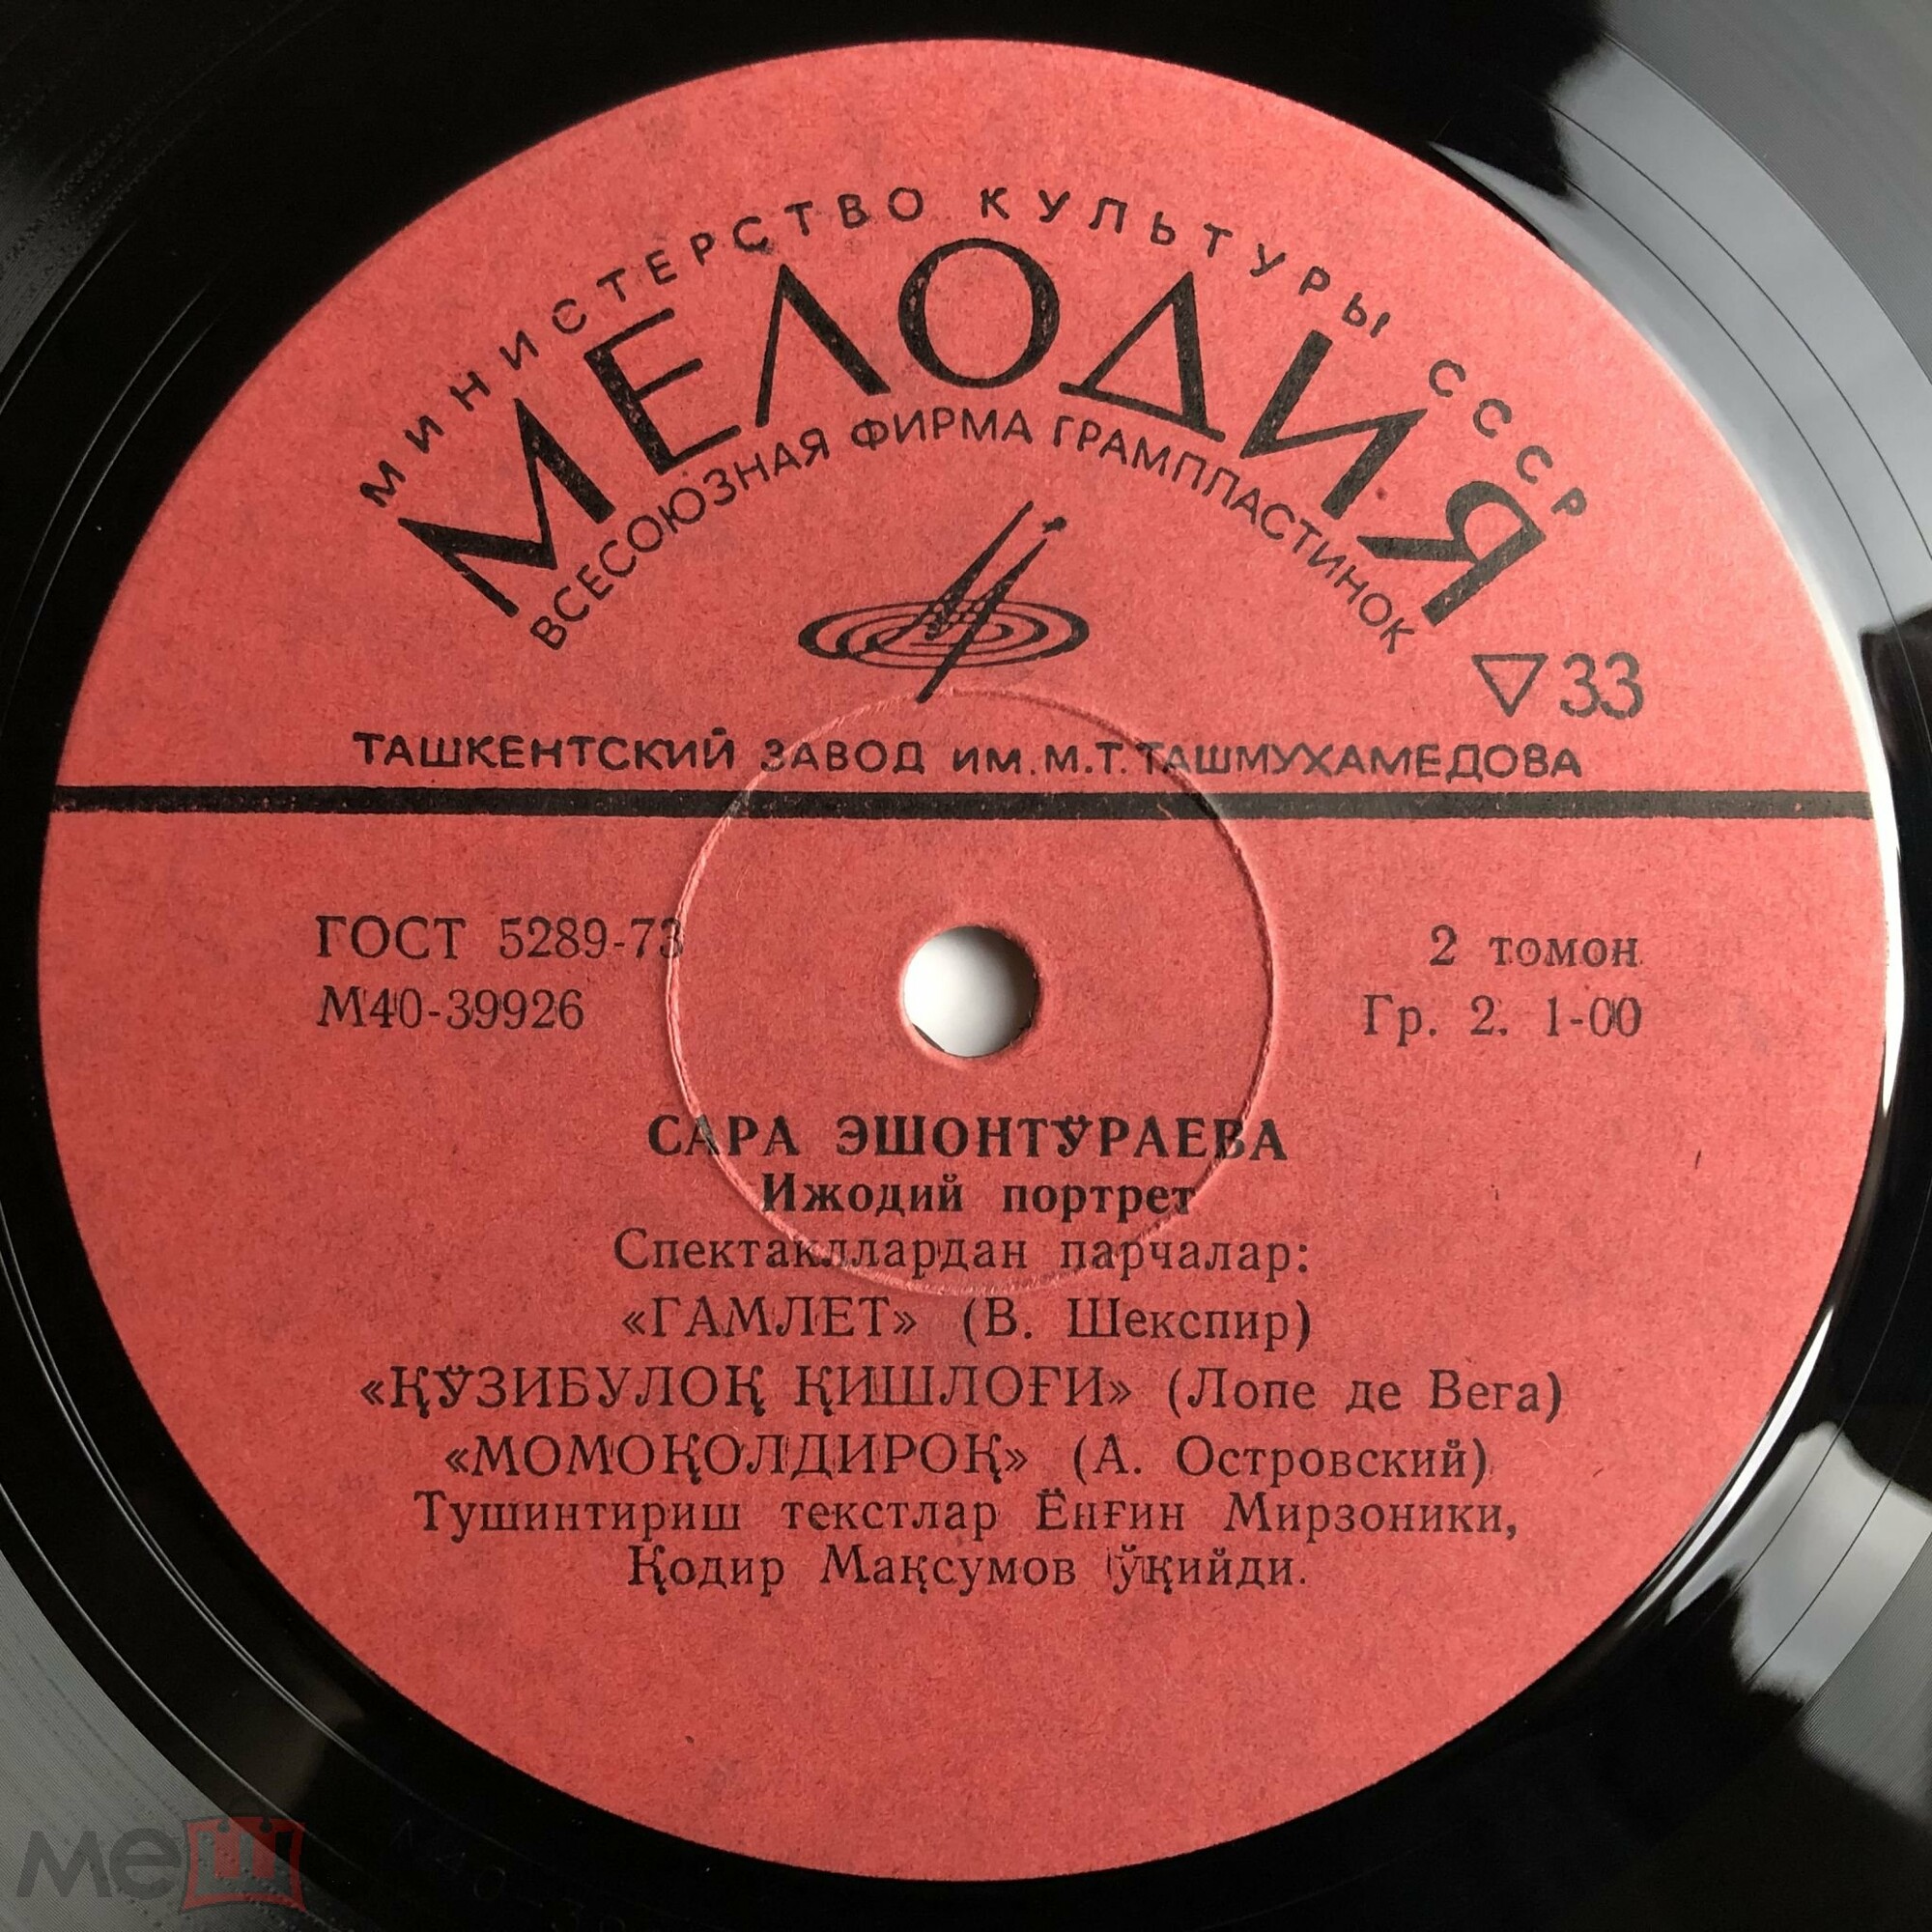 МИНИСТЕРСТВО КУЛЬТУРЫ СССР
МЕЛОДИЯ
ВСЕСОЮЗНАЯ ФИРМА ГРАМПЛАСТИНОК
33
ТАШКЕНТСКИЙ ЗАВОД ИМ. М.Т. ТАШМУХАМЕДОВА
ГОСТ 5289-73
М40-39926
2 томон
Гр. 2. 1-00
САРА ЭШОНТЎРАЕВА
Ижодий портрет
Спектакллардан парчалар:
«ГАМЛЕТ» (В. Шекспир)
«ҚЎЗИБУЛОҚ ҚИШЛОҒИ» (Лопе де Вега)
«МОМОҚОЛДИРОҚ» (А. Островский)
Тушинтириш текстлар Ёнғин Мирзоники,
Қодир Мақсумов ўқийди.